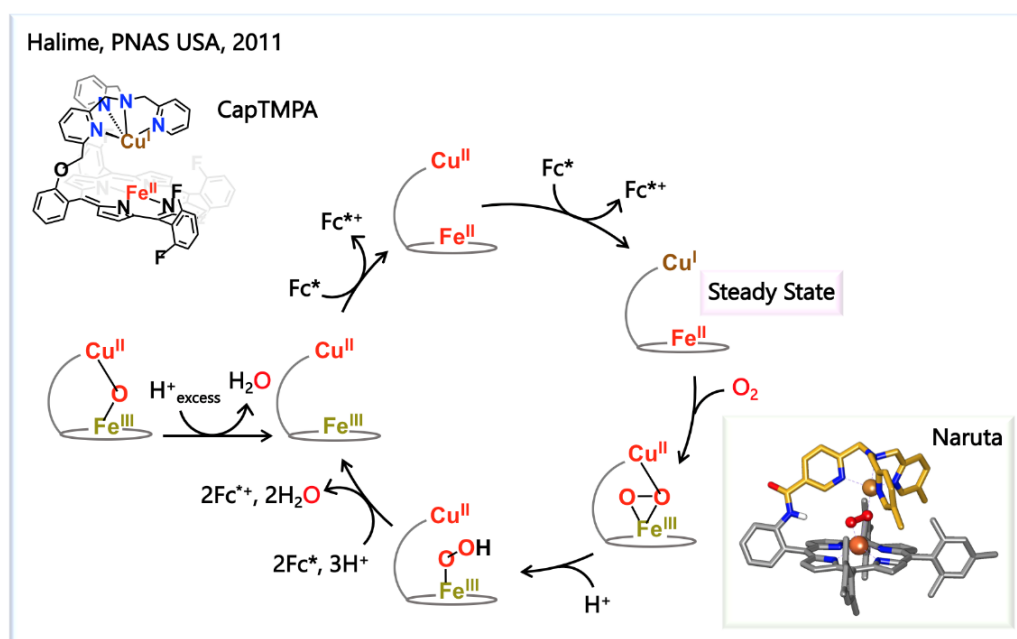 Halime, PNAS USA, 2011
CapTMPA
N
N
N
N
Cu^I
O
Fe^II
N
N
F
F
F
Cu^II
Fe^II
Fc*
Fc*+
Fc*+
Fc*
Cu^I
Steady State
Fe^II
Cu^II
O
Fe^III
H+ excess
H2O
Cu^II
Fe^III
O2
Cu^II
O
O
Fe^III
H+
2Fc*+, 2H2O
2Fc*, 3H+
Cu^II
OH
O
Fe^III
Naruta